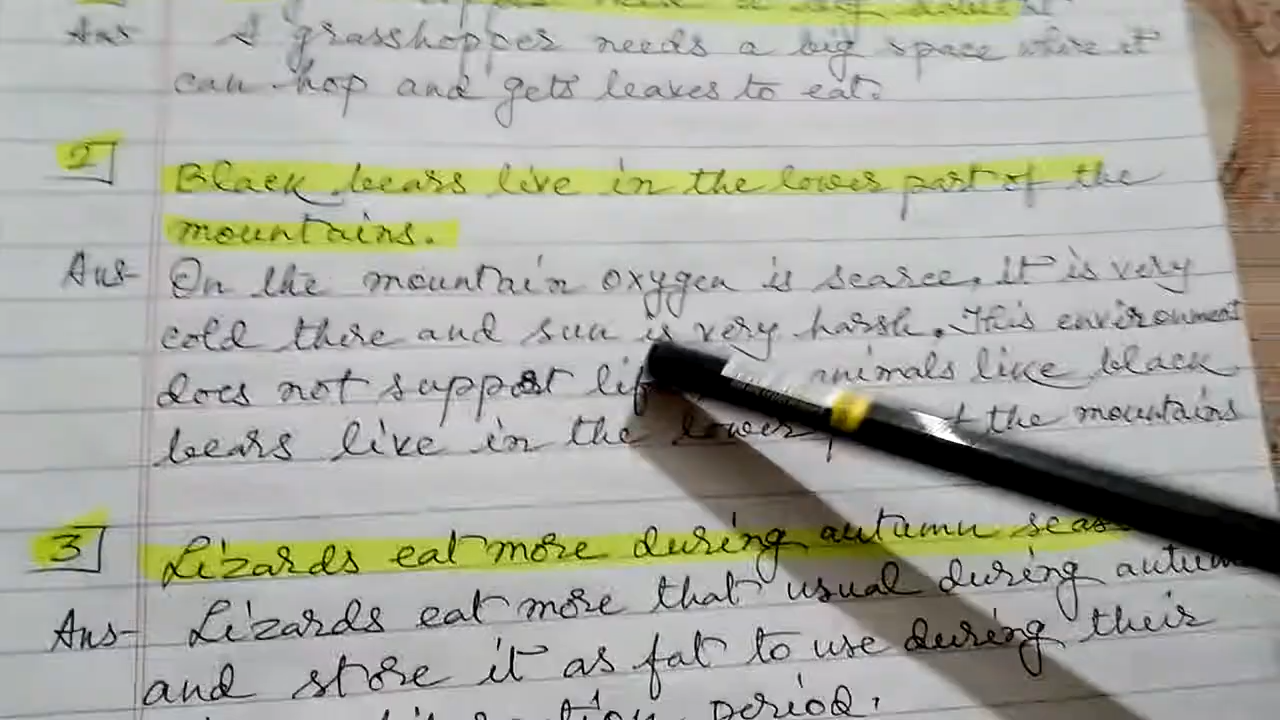 Ans A grasshopper needs a big space where it
can hop and gets leaves to eat.
2 Black bears live in the lower part of the
mountains.
Ans- On the mountain oxygen is scarce, it is very
cold there and sun is very harsh. This environment
does not support animals like black
bears live in the lower the mountains
3 Lizards eat more during autumn
Ans- Lizards eat more that usual during
and store it as fat to use during their
period.